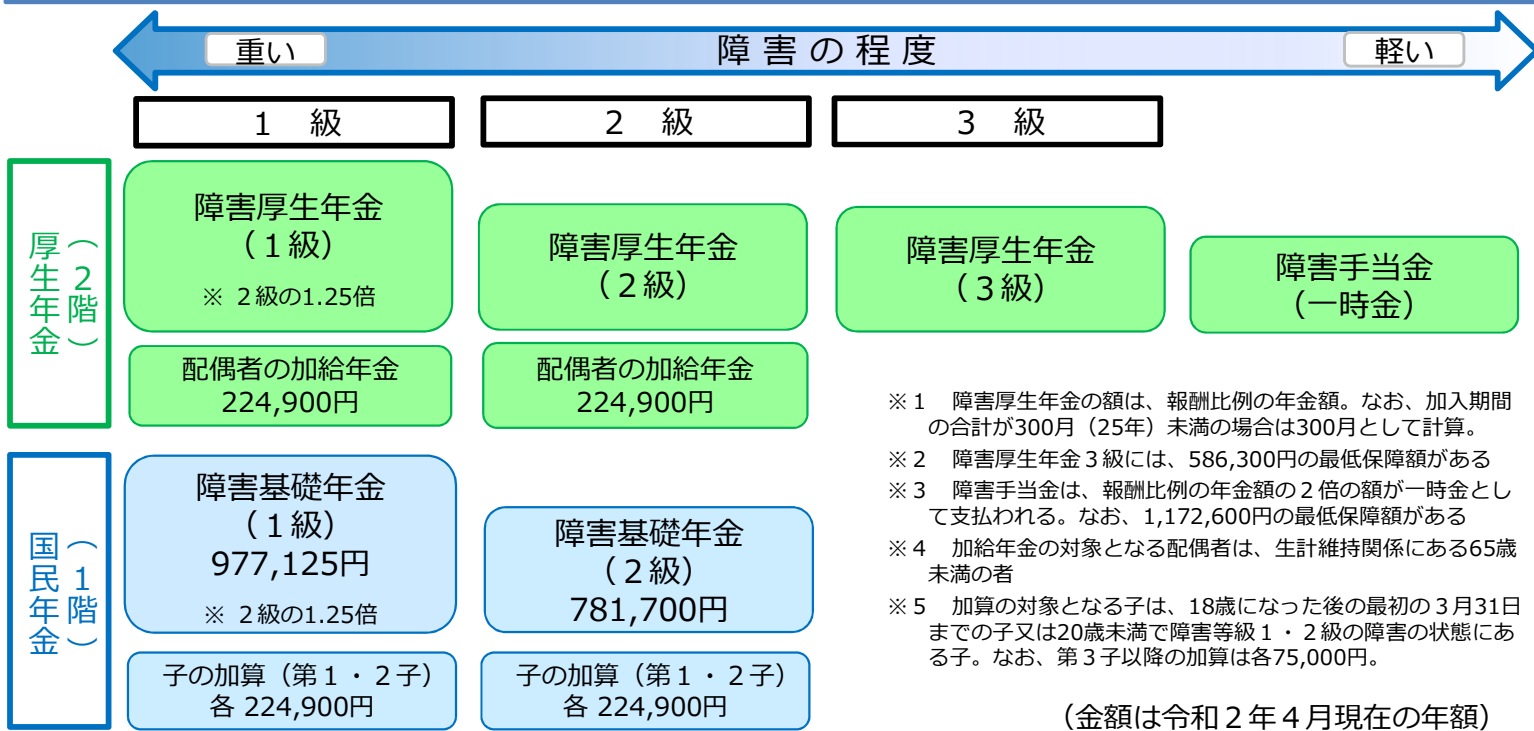 障害の程度
重い
軽い
１　級
２　級
３　級
厚生年金
（２階）
障害厚生年金
（１級）
※ ２級の1.25倍
障害厚生年金
（２級）
障害厚生年金
（３級）
障害手当金
（一時金）
配偶者の加給年金
224,900円
配偶者の加給年金
224,900円
国民年金
（１階）
障害基礎年金
（１級）
977,125円
※ ２級の1.25倍
障害基礎年金
（２級）
781,700円
子の加算（第１・２子）
各 224,900円
子の加算（第１・２子）
各 224,900円
※１　障害厚生年金の額は、報酬比例の年金額。なお、加入期間
の合計が300月（25年）未満の場合は300月として計算。
※２　障害厚生年金３級には、586,300円の最低保障額がある
※３　障害手当金は、報酬比例の年金額の２倍の額が一時金とし
て支払われる。なお、1,172,600円の最低保障額がある
※４　加給年金の対象となる配偶者は、生計維持関係にある65歳
未満の者
※５　加算の対象となる子は、18歳になった後の最初の３月31日
までの子又は20歳未満で障害等級１・２級の障害の状態にあ
る子。なお、第３子以降の加算は各75,000円。
（金額は令和２年４月現在の年額）